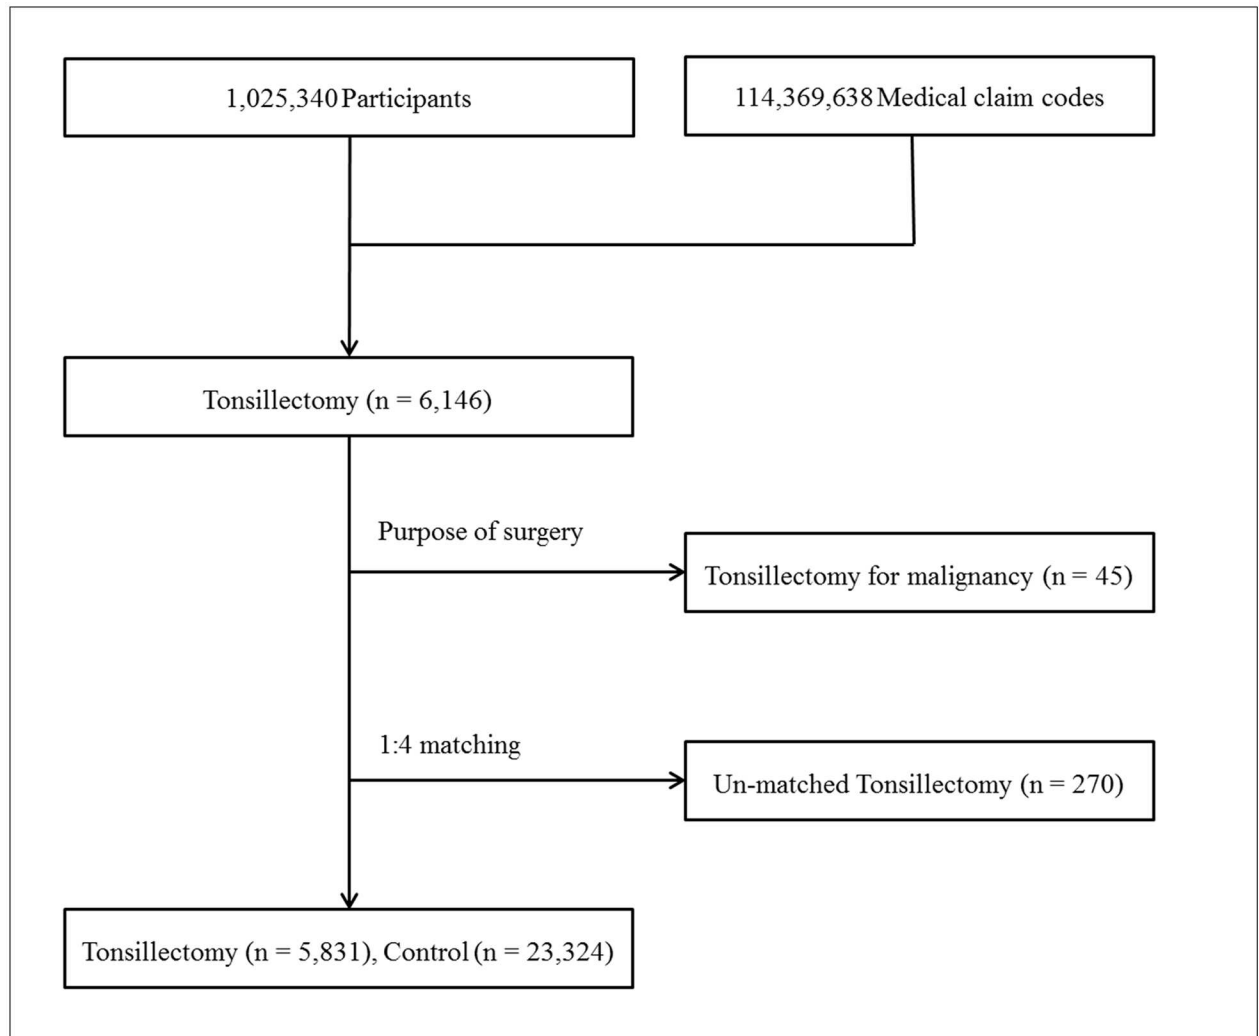 1,025,340 Participants
114,369,638 Medical claim codes
Tonsillectomy (n = 6,146)
Purpose of surgery
Tonsillectomy for malignancy (n = 45)
1:4 matching
Un-matched Tonsillectomy (n = 270)
Tonsillectomy (n = 5,831), Control (n = 23,324)